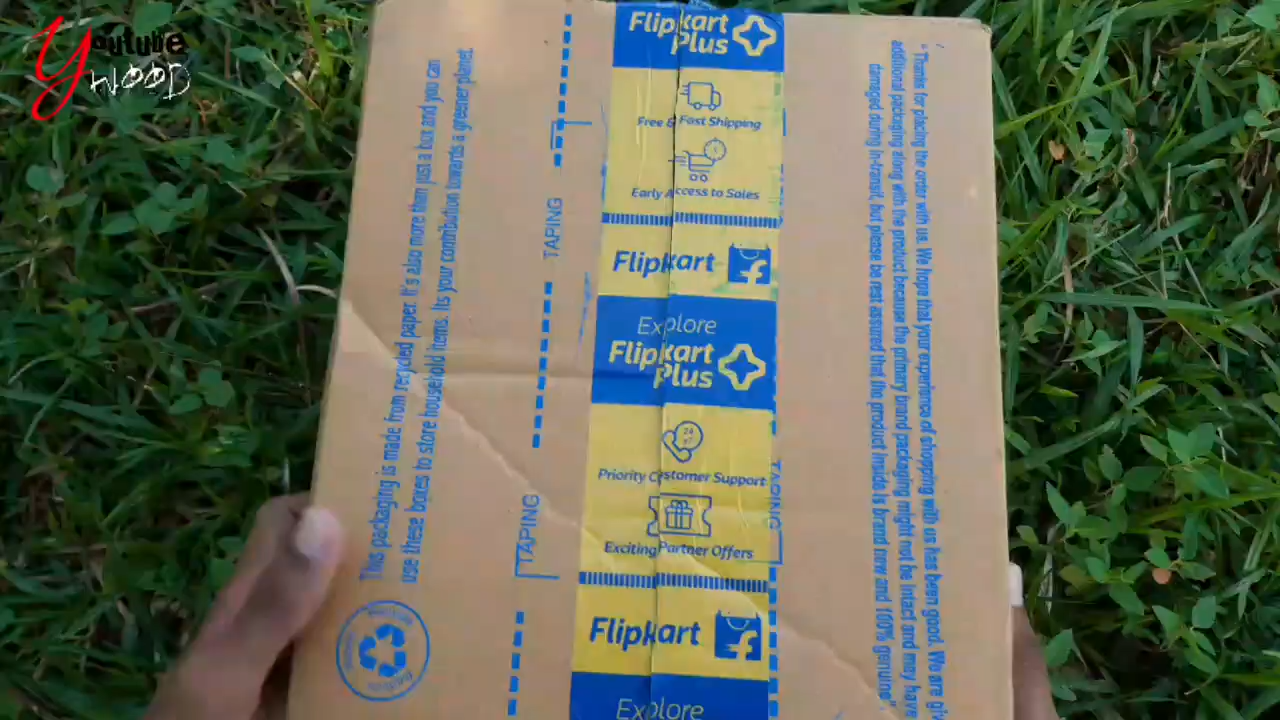 Youtube
WOOD
This packaging is made from recycled paper. It's also more than just a box and you can
use these boxes to store household items. Its your contribution towards a greener planet.
TAPING
TAPING
Flipkart
Plus
Free & Fast Shipping
Early Access to Sales
Flipkart
Explore
Flipkart
Plus
24
x7
Priority Customer Support
Exciting Partner Offers
Flipkart
Explore
TAPING
"Thanks for placing the order with us. We hope that your experience of shopping with us has been good. We are
additional packaging along with the product because the primary brand packaging might not be intact and may have
damaged during in-transit, but please be rest assured that the product inside is brand new and 100% genuine"